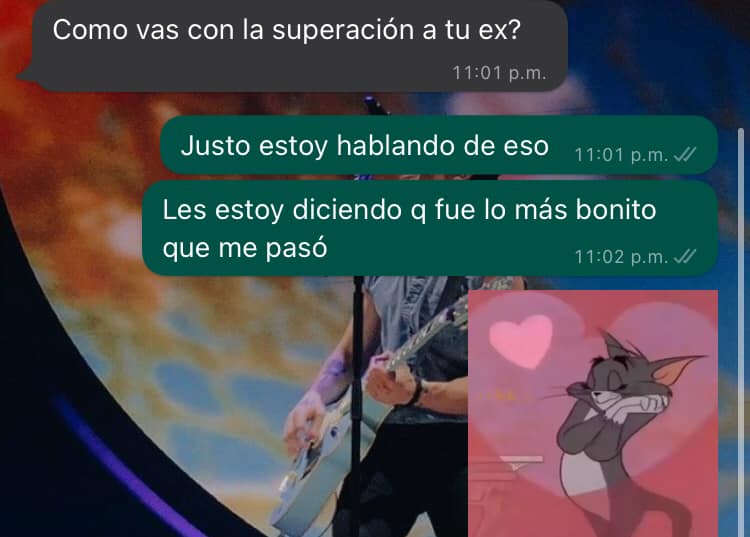 Como vas con la superación a tu ex?
11:01 p.m.
Justo estoy hablando de eso 11:01 p.m.
Les estoy diciendo q fue lo más bonito
que me pasó 11:02 p.m.